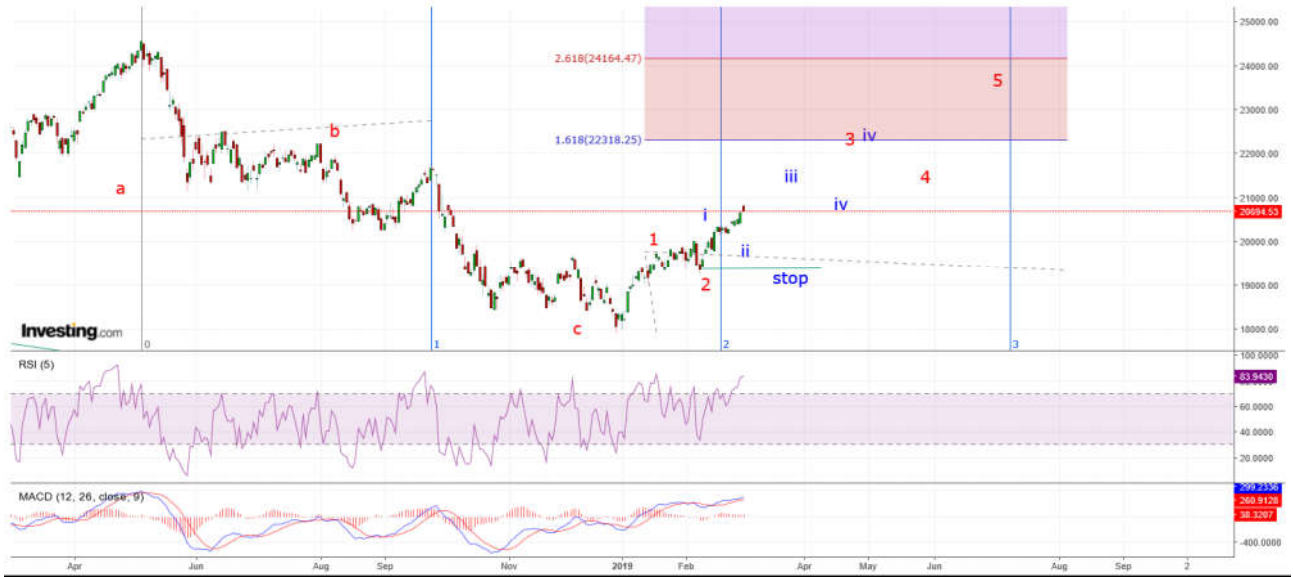 25000.00
2.618(24164.47)
24000.00
5
23000.00
b
1.618(22318.25)
3
iv
22000.00
a
iii
4
21000.00
i
iv
20694.53
1
ii
20000.00
2
stop
19000.00
c
Investing.com
18000.00
0
1
2
3
RSI (5)
100.0000
83.9430
60.0000
40.0000
20.0000
MACD (12, 26, close, 9)
260.9128
38.3207
-400.0000
Apr
Jun
Aug
Sep
Nov
2019
Feb
Apr
May
Jun
Aug
Sep
2